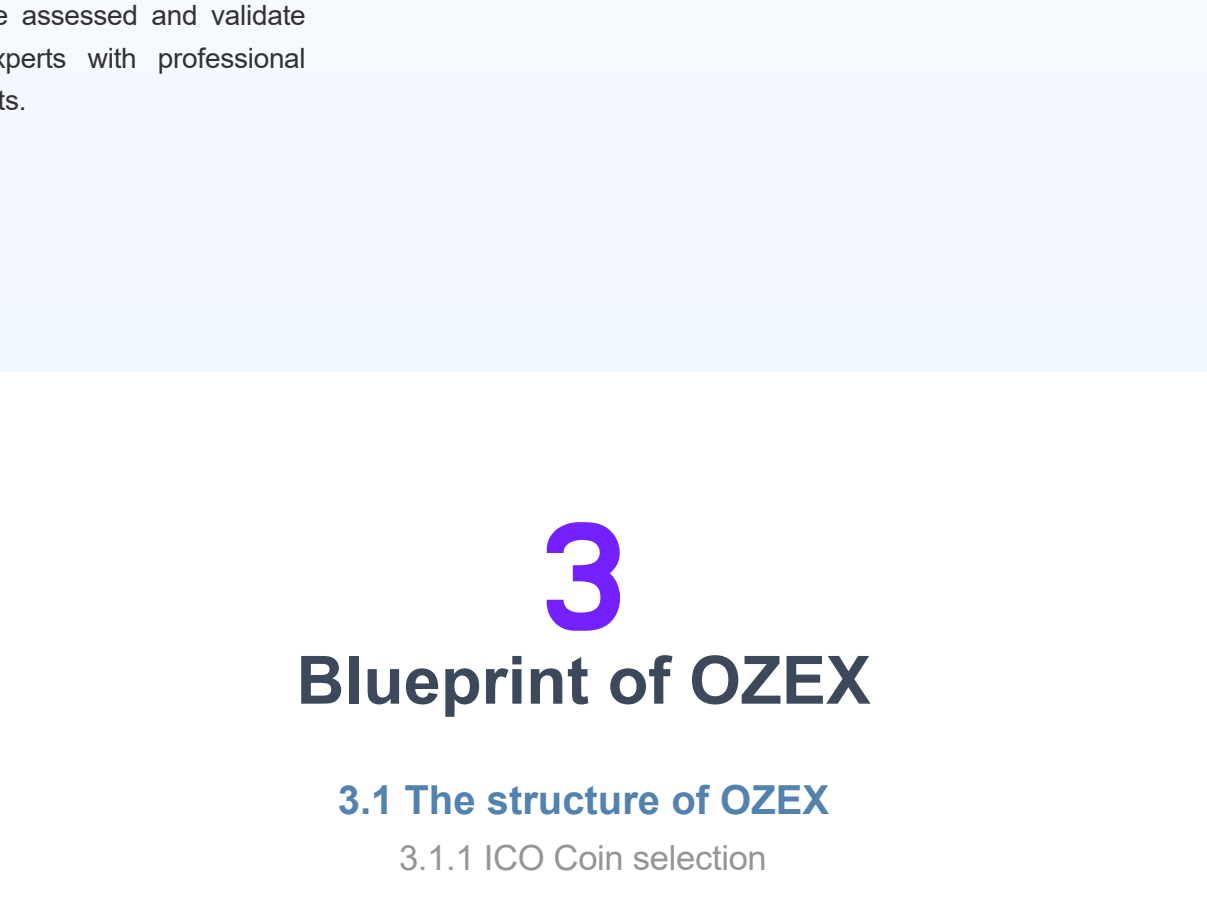 assessed and validate
with professional
3
Blueprint of OZEX
3.1 The structure of OZEX
3.1.1 ICO Coin selection